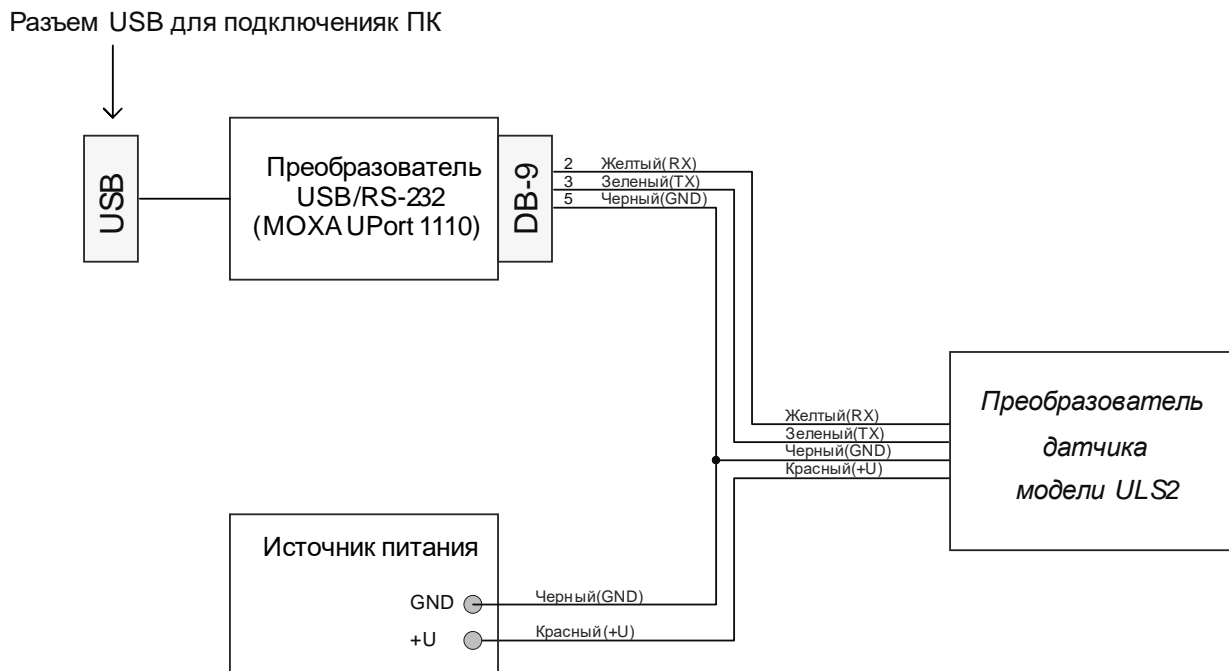 Разъем USB для подключенияк ПК
USB
Преобразователь
USB/RS-232
(MOXA UPort 1110)
DB-9
2 Желтый(RX)
3 Зеленый(TX)
5 Черный(GND)
Желтый(RX)
Зеленый(TX)
Черный(GND)
Красный(+U)
Преобразователь
датчика
модели ULS2
Источник питания
GND
Черный(GND)
+U
Красный(+U)